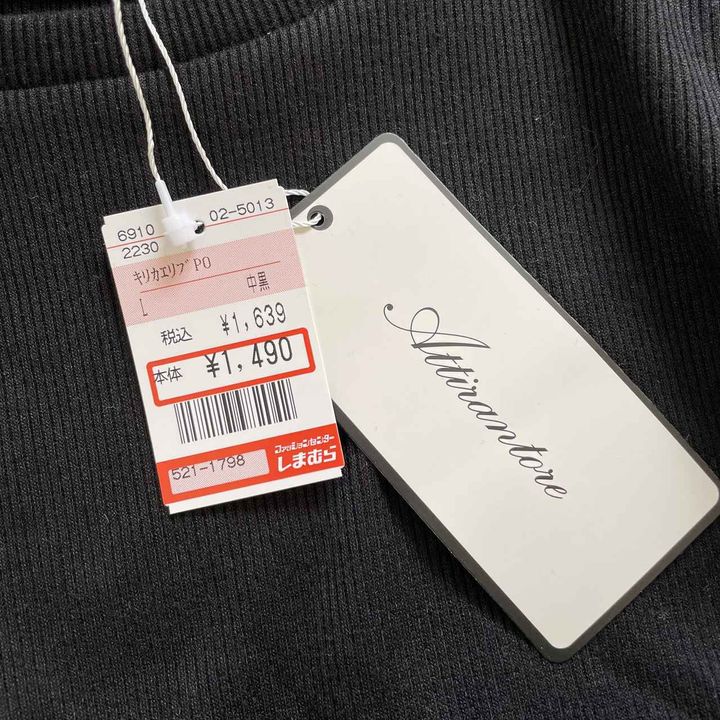 6910
2230
02-5013
ｷﾘｶｴﾘﾌﾞPO
L 中黒
税込 ¥1,639
本体 ¥1,490
521-1798
ファッションセンター
しまむら
Attirantore